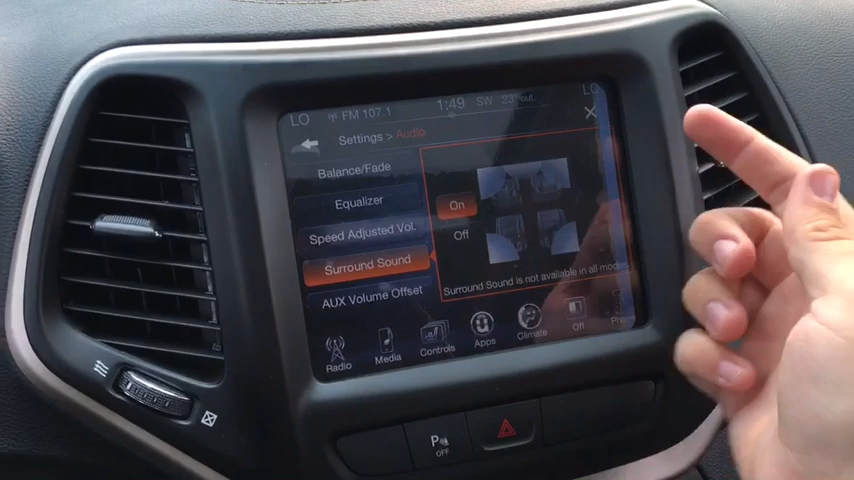 LO FM 107.1 1:49 SW 23° out. LO
Settings > Audio
Balance/Fade
Equalizer
On
Speed Adjusted Vol.
Off
Surround Sound
Surround Sound is not available in all
AUX Volume Offset
Radio Media Controls Apps Climate Off
P OFF